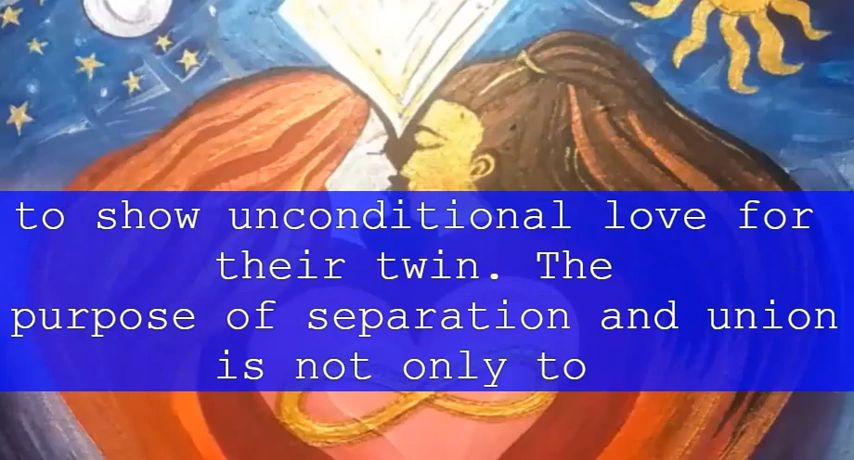 to show unconditional love for
their twin. The
purpose of separation and union
is not only to